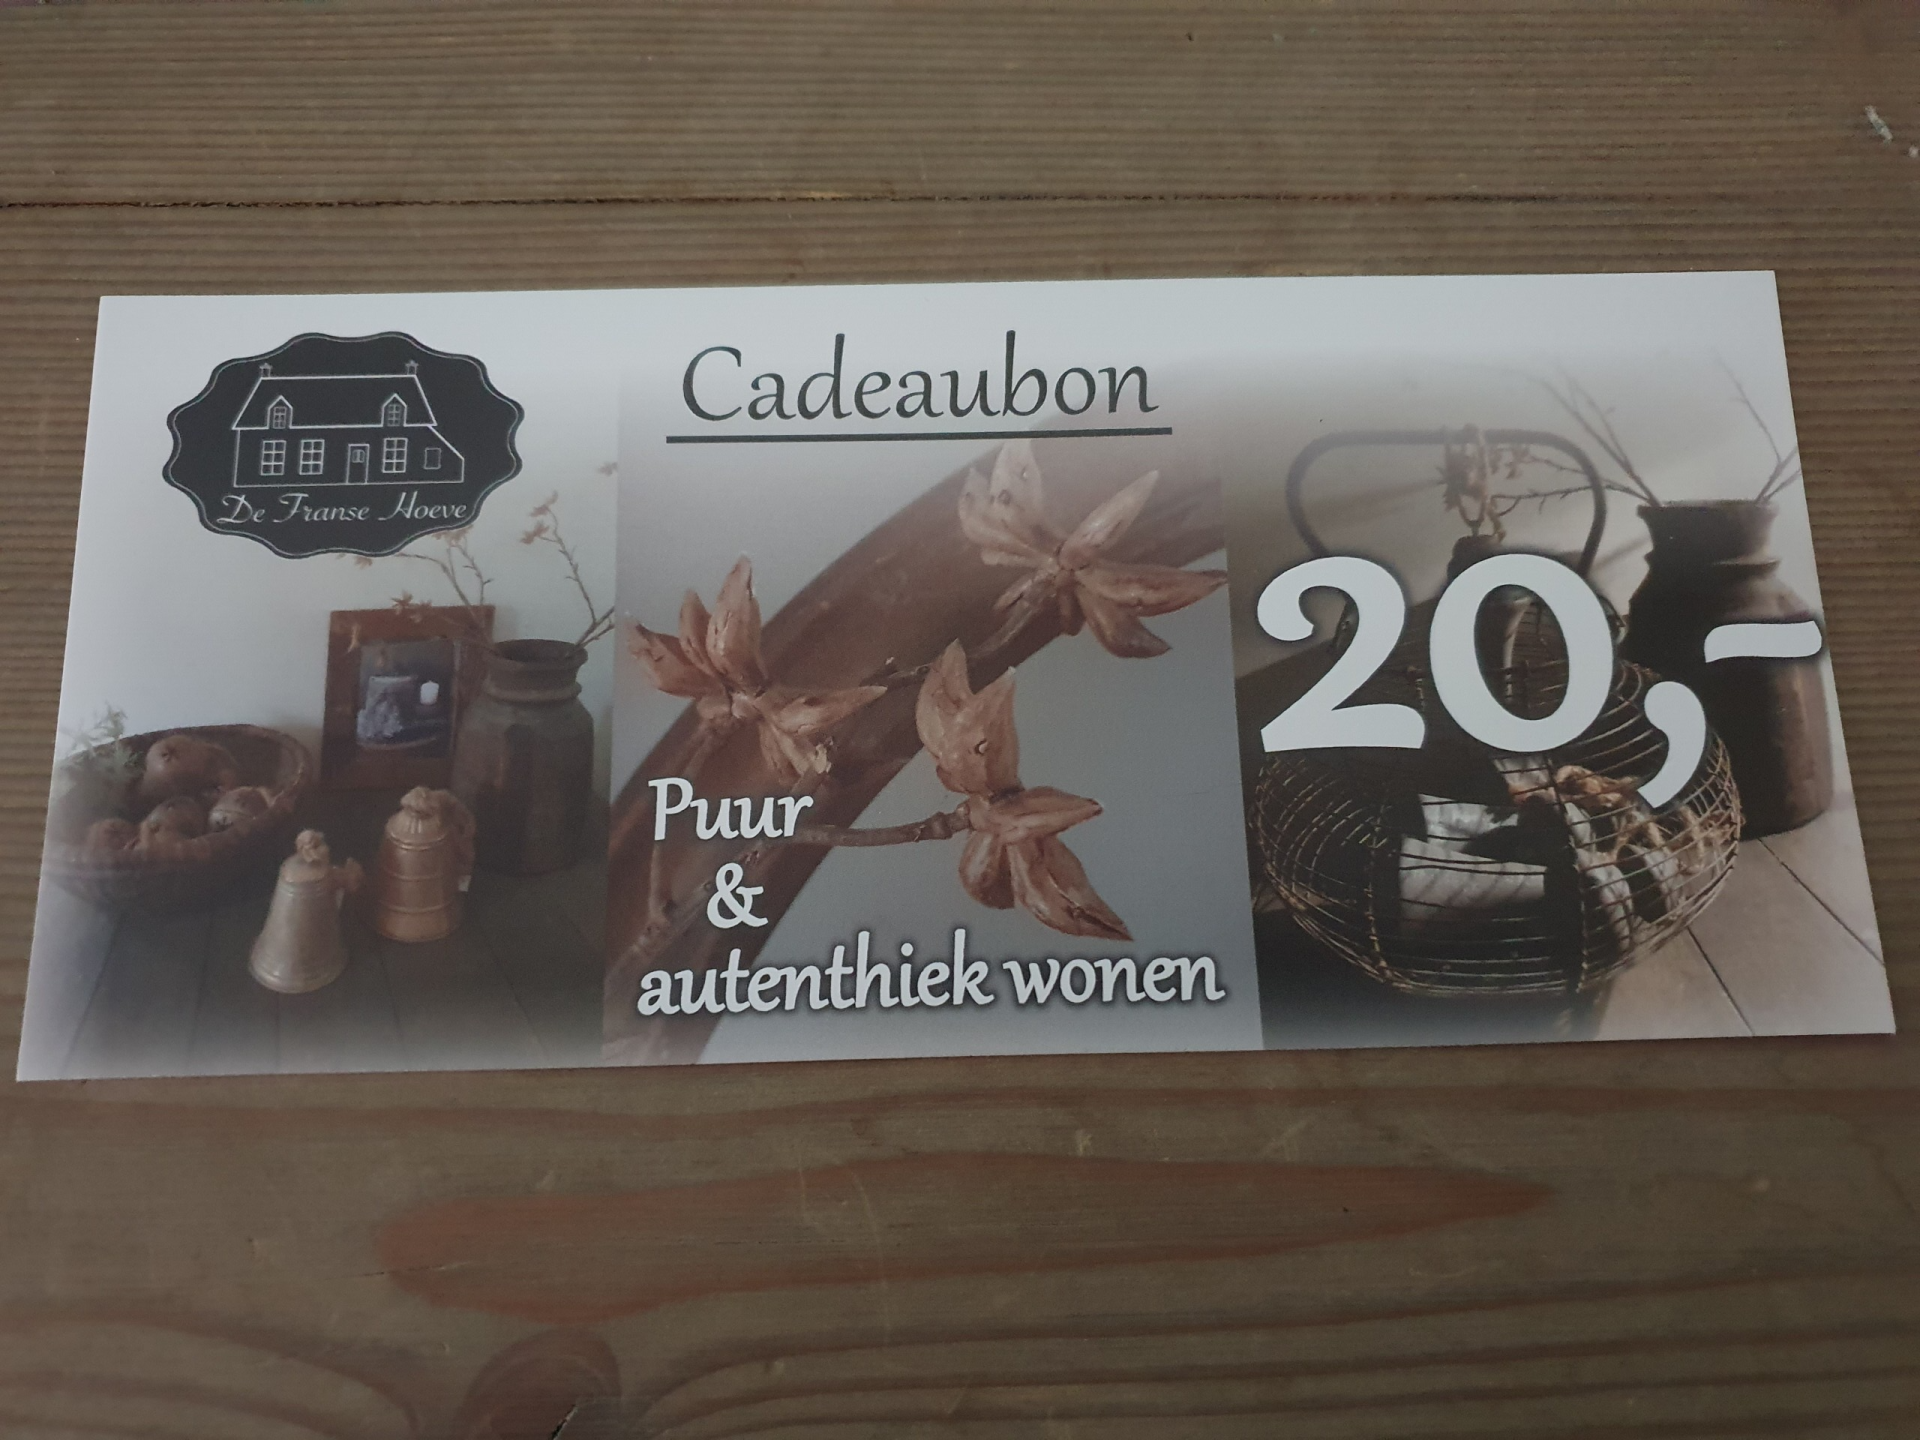 De Franse Hoeve
Cadeaubon
20,-
Puur
&
autenthiek wonen